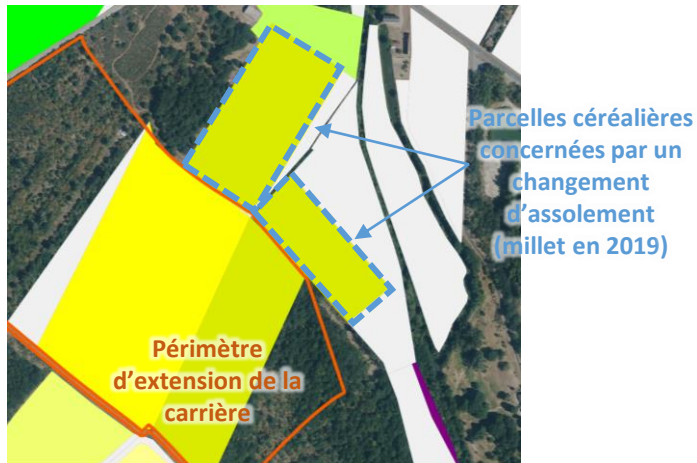 Parcelles céréalières
concernées par un
changement
d'assolement
(millet en 2019)
Périmètre
d'extension de la
carrière